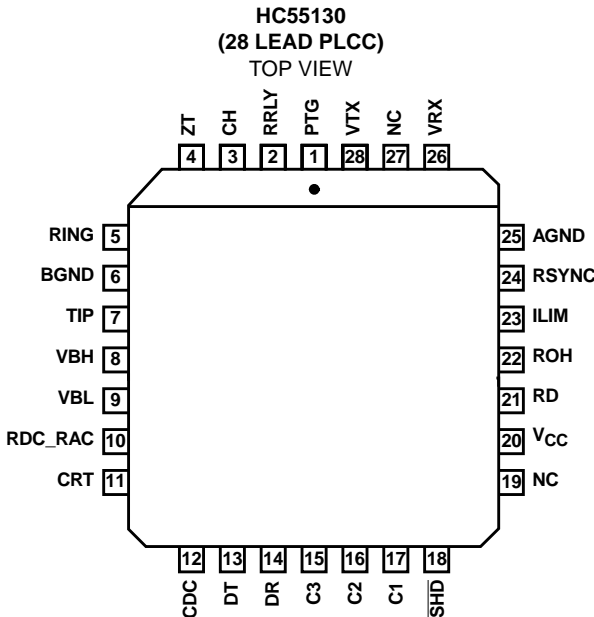 HC55130
(28 LEAD PLCC)
TOP VIEW
ZT
CH
RRLY
PTG
VTX
NC
VRX
4
3
2
1
28
27
26
RING 5
BGND 6
TIP 7
VBH 8
VBL 9
RDC_RAC 10
CRT 11
25 AGND
24 RSYNC
23 ILIM
22 ROH
21 RD
20 VCC
19 NC
12
13
14
15
16
17
18
CDC
DT
DR
C3
C2
C1
SHD